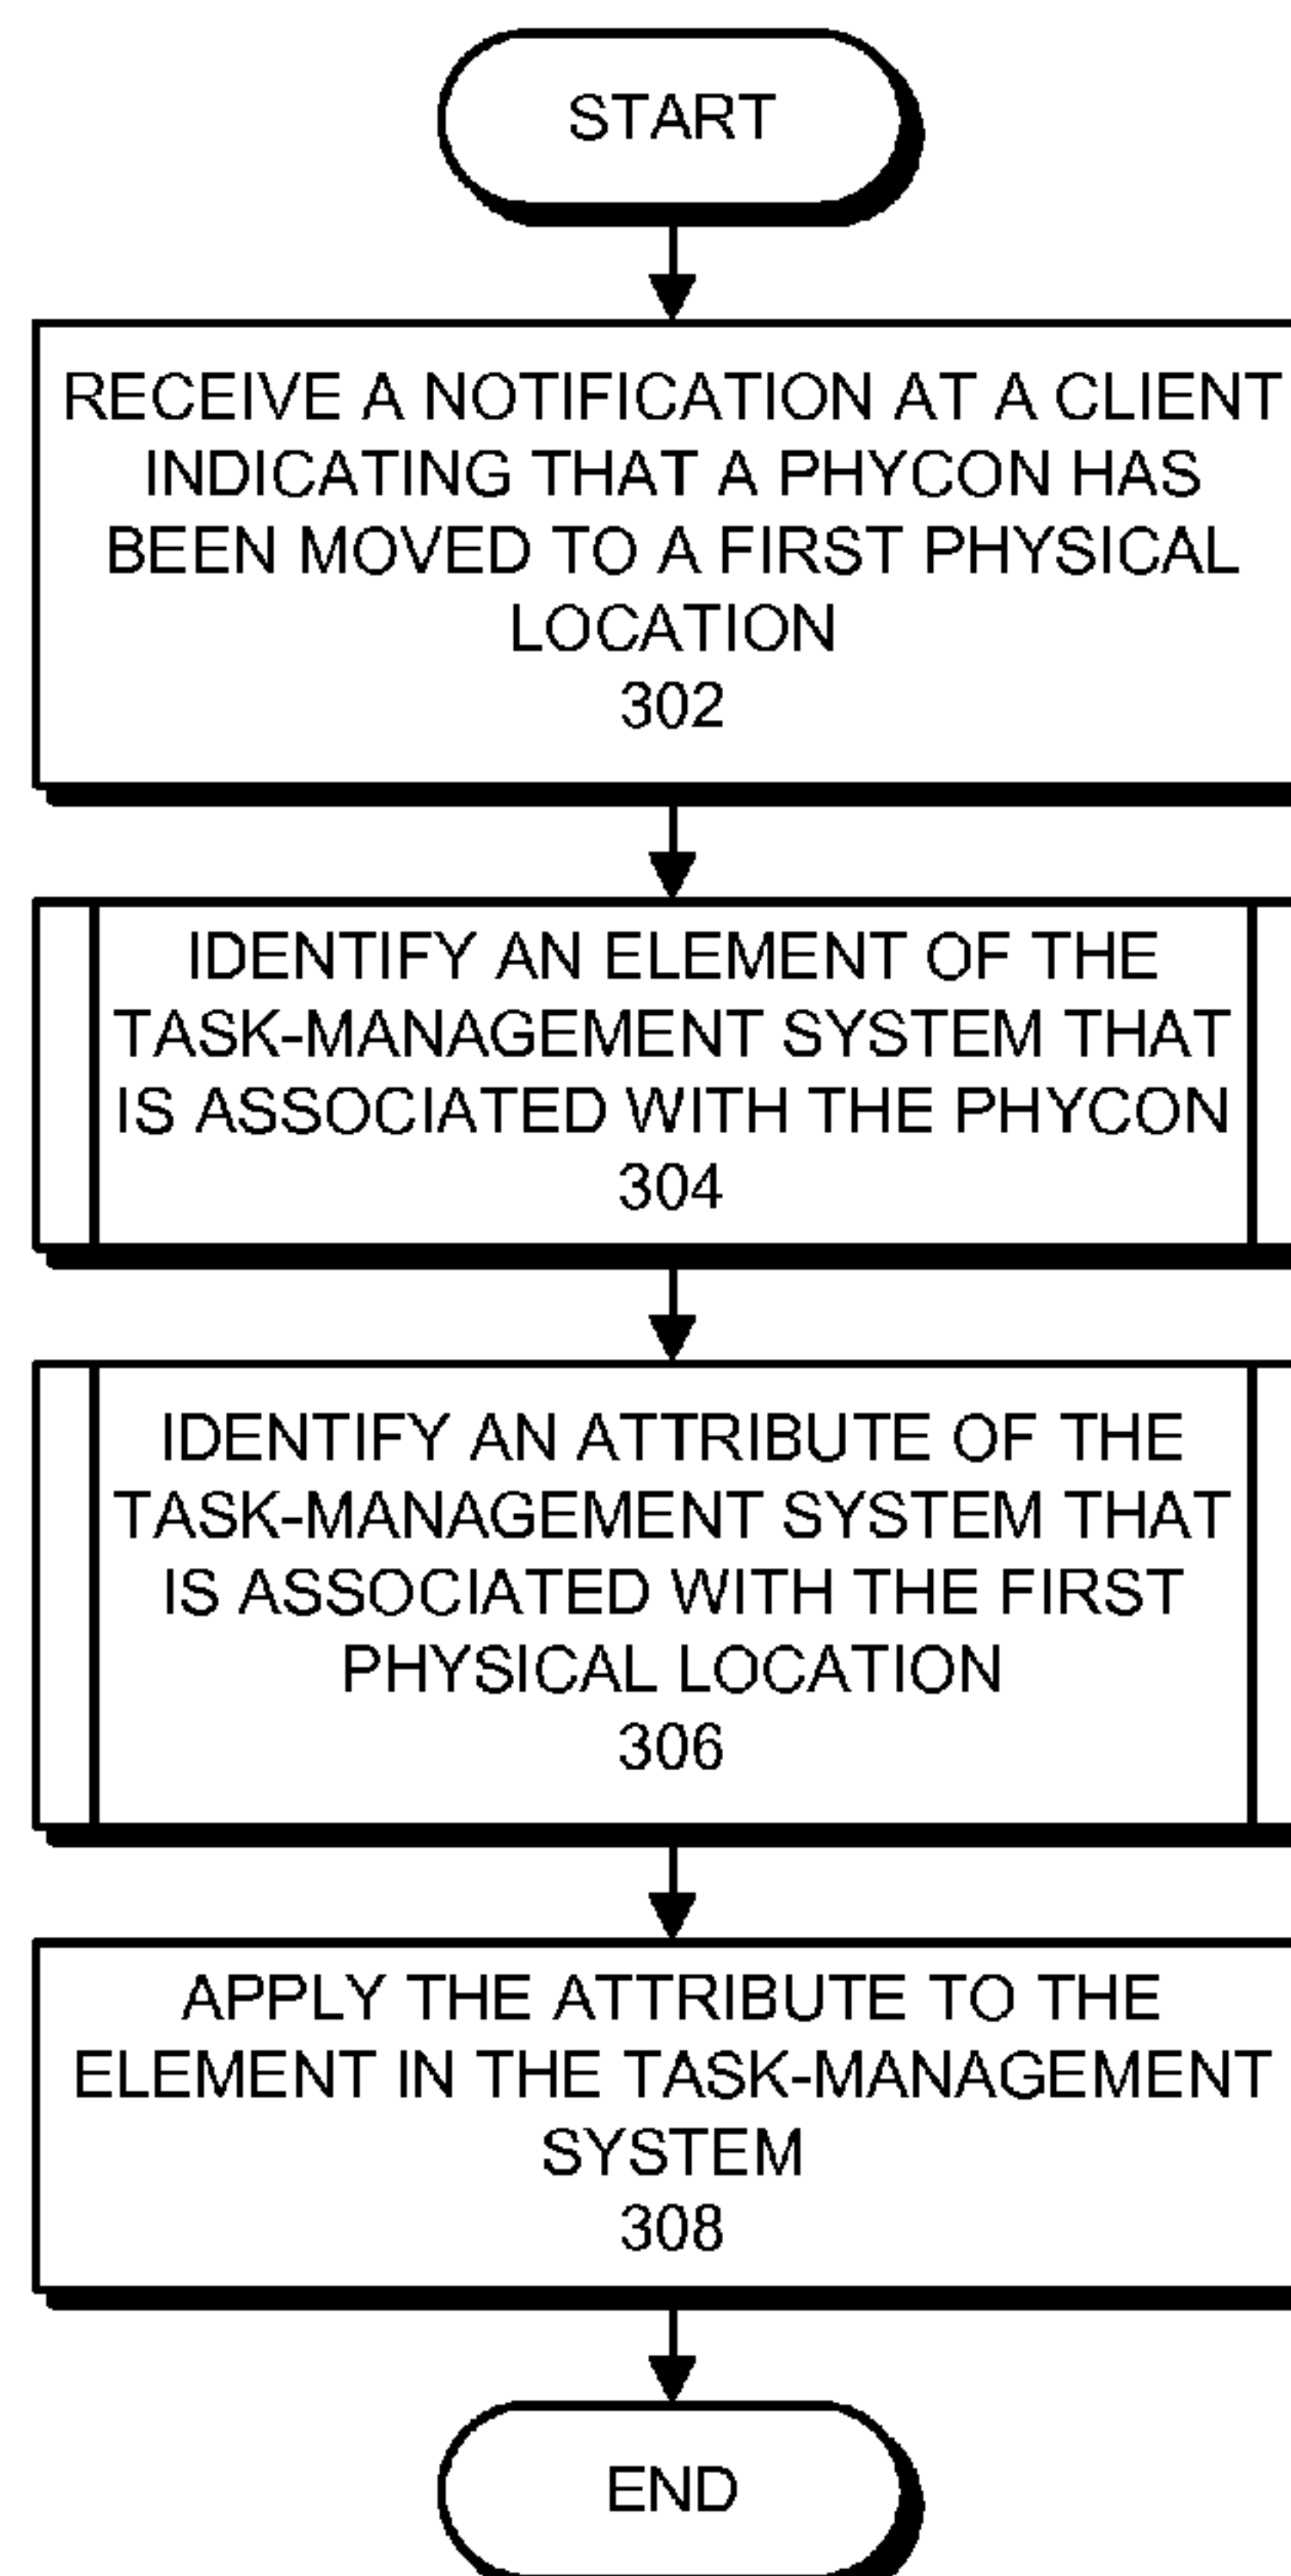 START
RECEIVE A NOTIFICATION AT A CLIENT
INDICATING THAT A PHYCON HAS
BEEN MOVED TO A FIRST PHYSICAL
LOCATION
302
IDENTIFY AN ELEMENT OF THE
TASK-MANAGEMENT SYSTEM THAT
IS ASSOCIATED WITH THE PHYCON
304
IDENTIFY AN ATTRIBUTE OF THE
TASK-MANAGEMENT SYSTEM THAT
IS ASSOCIATED WITH THE FIRST
PHYSICAL LOCATION
306
APPLY THE ATTRIBUTE TO THE
ELEMENT IN THE TASK-MANAGEMENT
SYSTEM
308
END